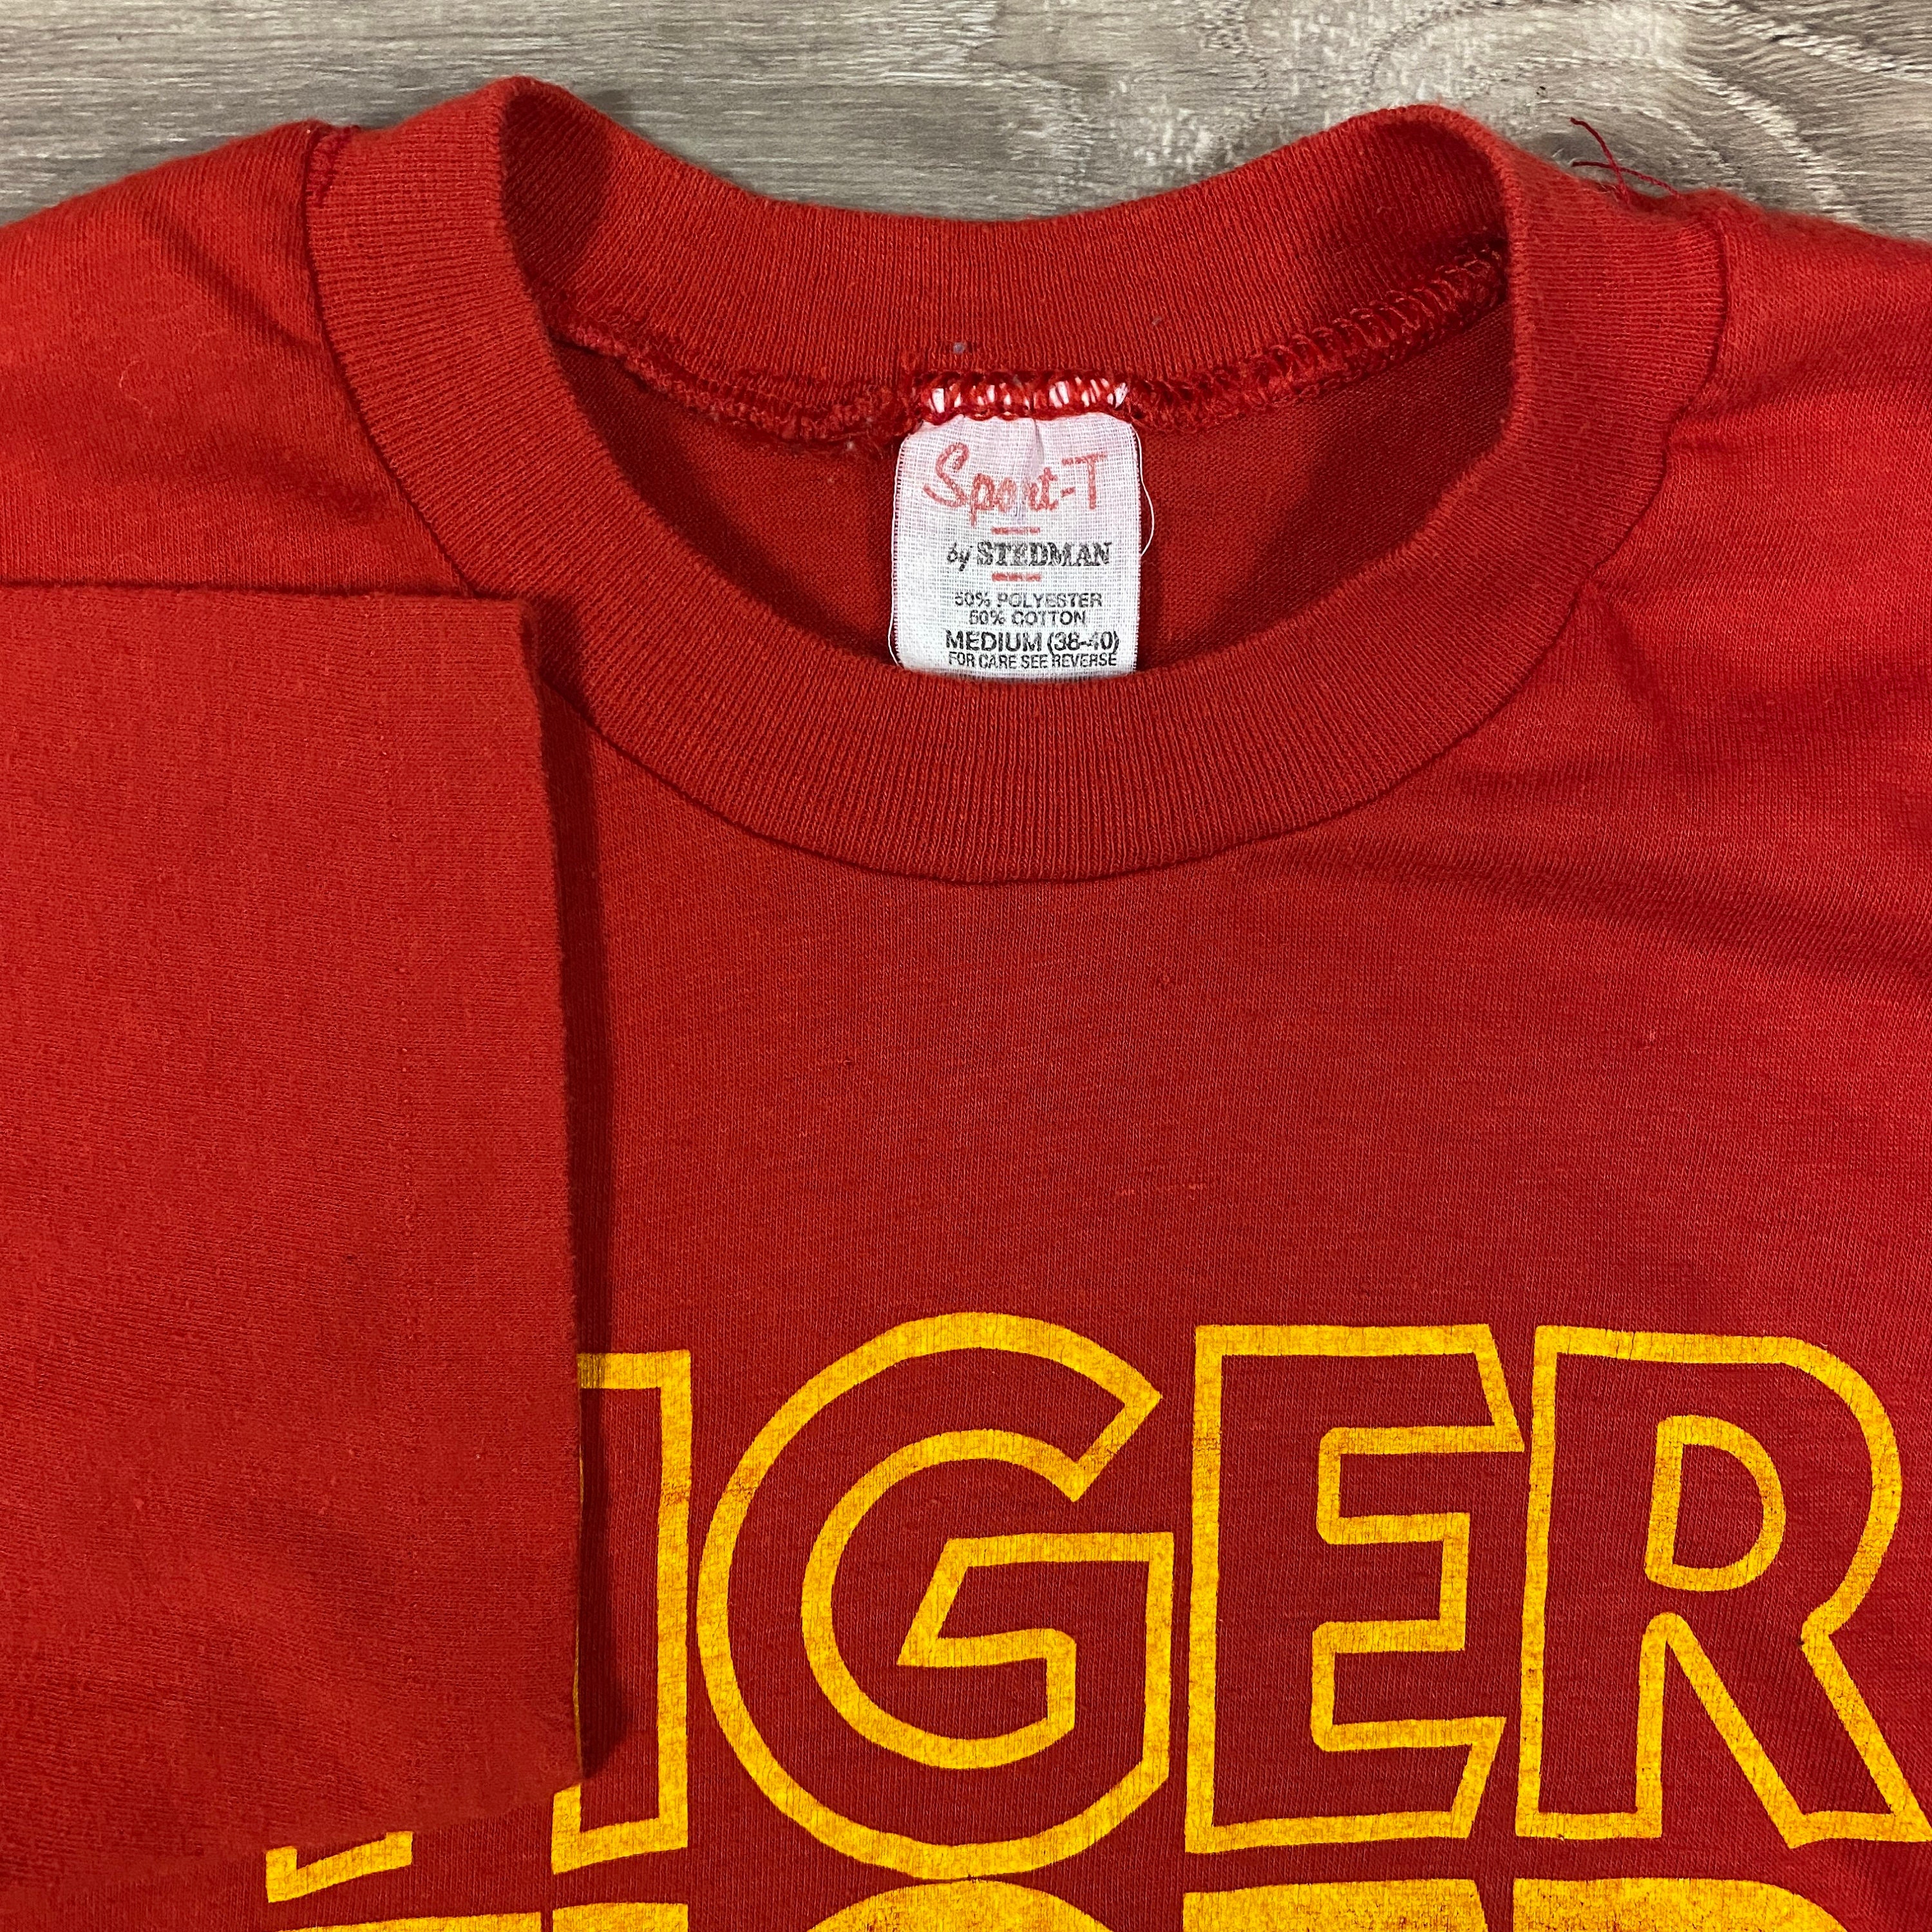 Sport-T
by STEDMAN
50% POLYESTER
50% COTTON
MEDIUM (38-40)
FOR CARE SEE REVERSE
IGER